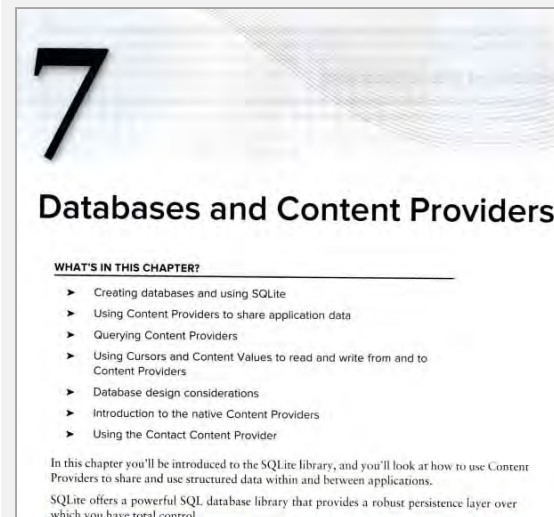 7
Databases and Content Providers
WHAT'S IN THIS CHAPTER?
➤ Creating databases and using SQLite
➤ Using Content Providers to share application data
➤ Querying Content Providers
➤ Using Cursors and Content Values to read and write from and to
Content Providers
➤ Database design considerations
➤ Introduction to the native Content Providers
➤ Using the Contact Content Provider
In this chapter you'll be introduced to the SQLite library, and you'll look at how to use Content
Providers to share and use structured data within and between applications.
SQLite offers a powerful SQL database library that provides a robust persistence layer over
which you have total control.